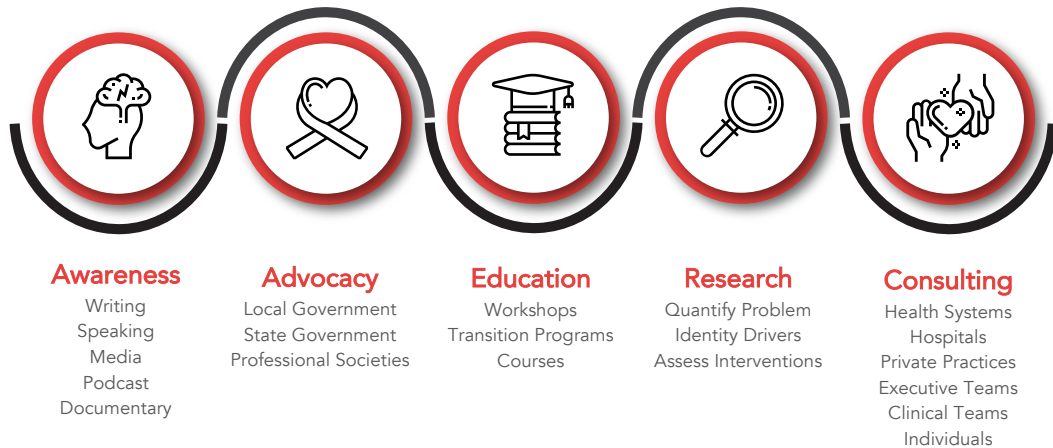 Awareness
Writing
Speaking
Media
Podcast
Documentary
Advocacy
Local Government
State Government
Professional Societies
Education
Workshops
Transition Programs
Courses
Research
Quantify Problem
Identity Drivers
Assess Interventions
Consulting
Health Systems
Hospitals
Private Practices
Executive Teams
Clinical Teams
Individuals